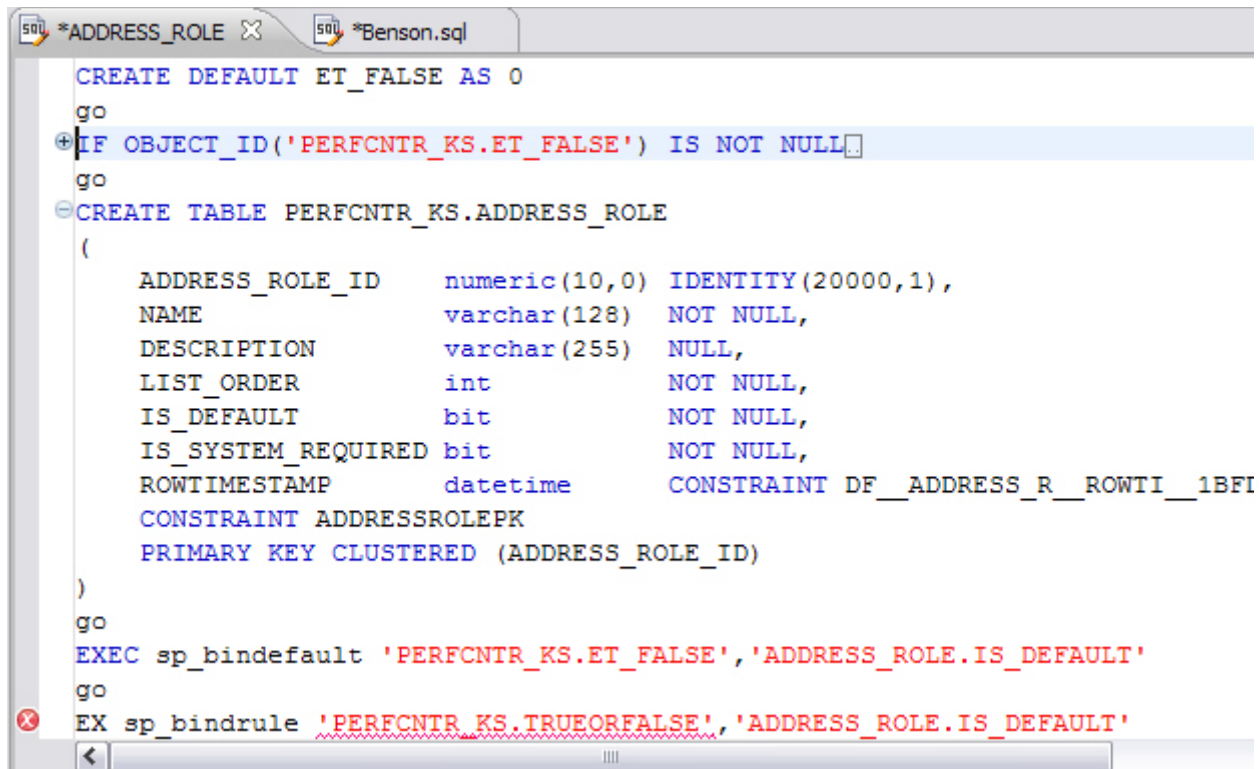 *ADDRESS_ROLE *Benson.sql
CREATE DEFAULT ET_FALSE AS 0
go
IF OBJECT_ID('PERFCNTR_KS.ET_FALSE') IS NOT NULL..
go
CREATE TABLE PERFCNTR_KS.ADDRESS_ROLE
(
    ADDRESS_ROLE_ID    numeric(10,0) IDENTITY(20000,1),
    NAME               varchar(128)  NOT NULL,
    DESCRIPTION        varchar(255)  NULL,
    LIST_ORDER         int           NOT NULL,
    IS_DEFAULT         bit           NOT NULL,
    IS_SYSTEM_REQUIRED bit           NOT NULL,
    ROWTIMESTAMP       datetime      CONSTRAINT DF__ADDRESS_R__ROWTI__1BFD
    CONSTRAINT ADDRESSROLEPK
    PRIMARY KEY CLUSTERED (ADDRESS_ROLE_ID)
)
go
EXEC sp_bindefault 'PERFCNTR_KS.ET_FALSE','ADDRESS_ROLE.IS_DEFAULT'
go
EX sp_bindrule 'PERFCNTR_KS.TRUEORFALSE','ADDRESS_ROLE.IS_DEFAULT'